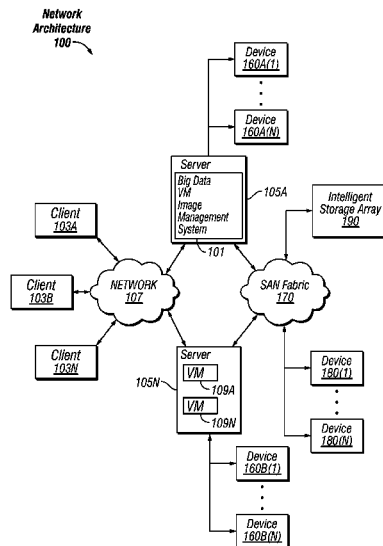 Network
Architecture
100
Device
160A(1)
Device
160A(N)
Server
Big Data
VM
Image
Management
System
101
105A
Intelligent
Storage Array
190
Client
103A
Client
103B
Client
103N
NETWORK
107
SAN Fabric
170
Server
VM
109A
VM
109N
105N
Device
180(1)
Device
180(N)
Device
160B(1)
Device
160B(N)